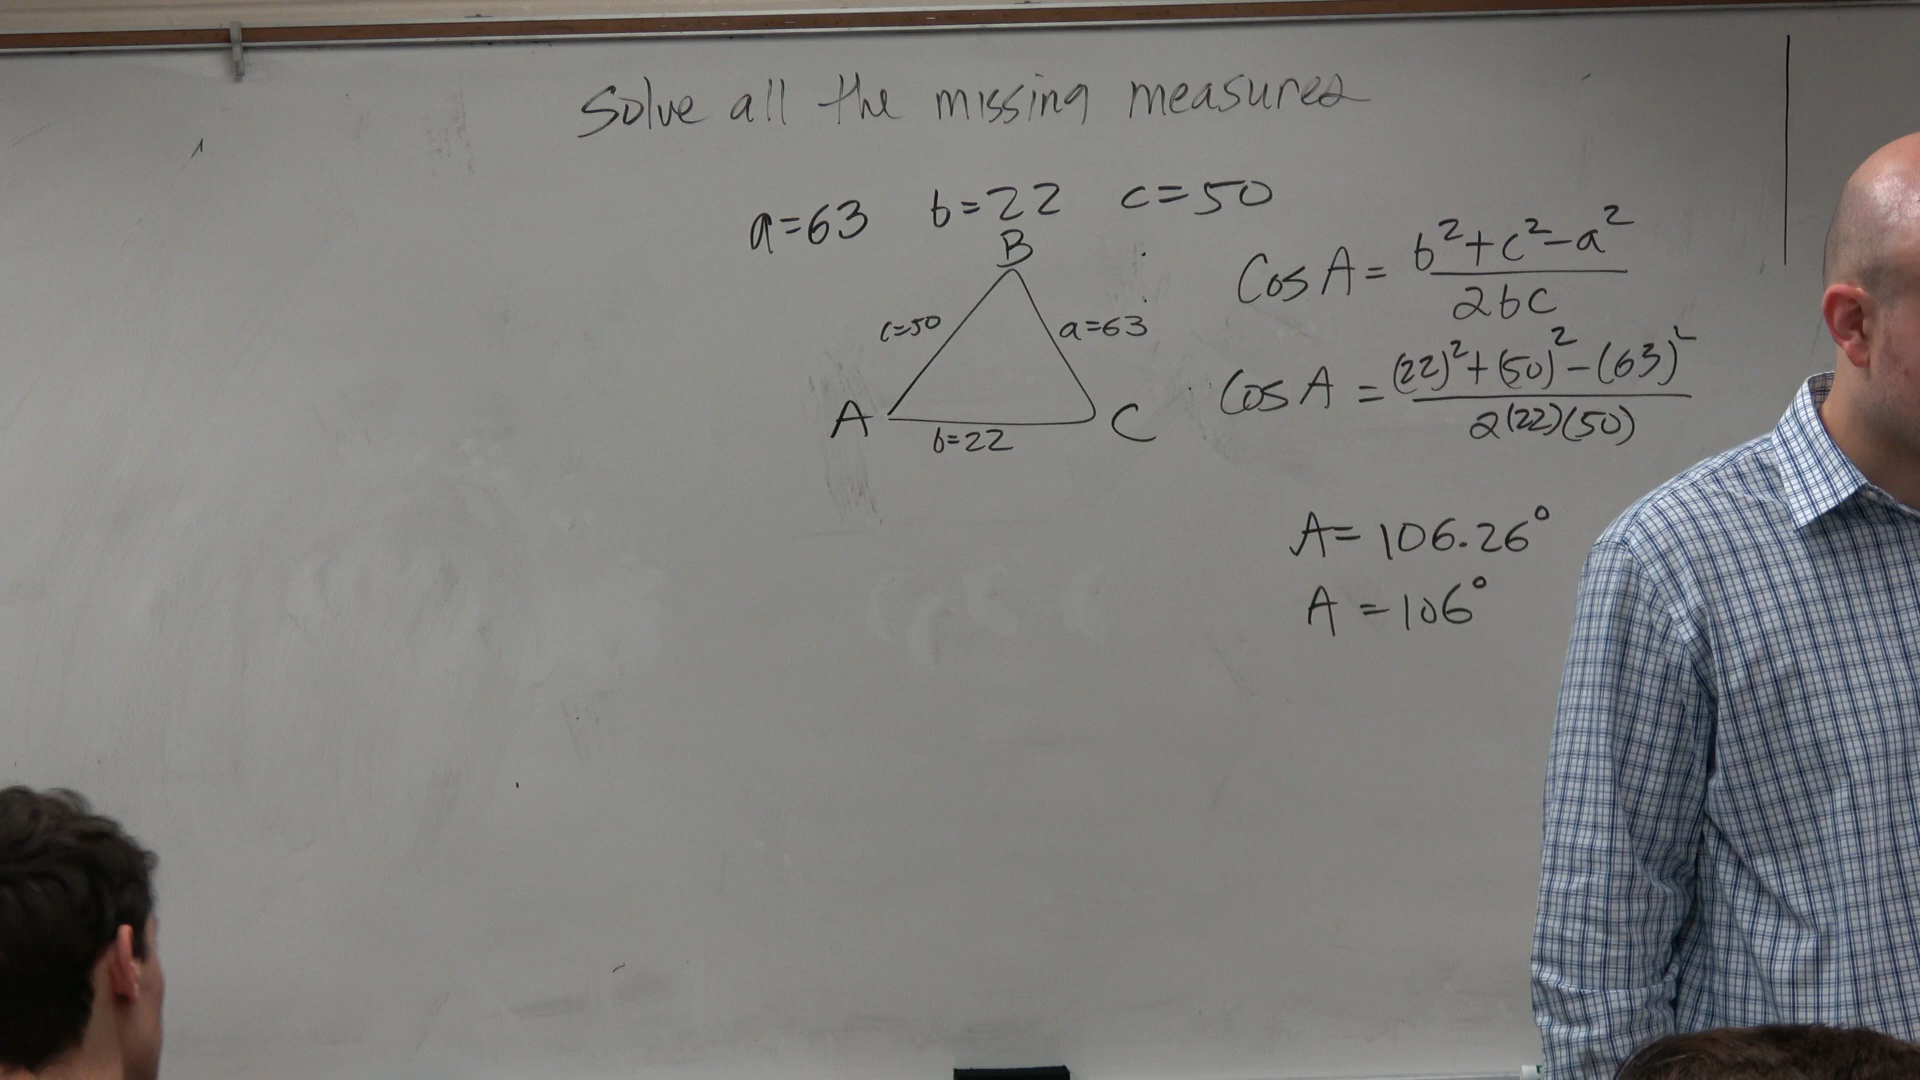 Solve all the missing measures
a=63 b=22 c=50
B
c=50 a=63
A C
b=22
Cos A = b²+c²-a² / 2bc
Cos A = (22)²+(50)²-(63)² / 2(22)(50)
A= 106.26°
A = 106°